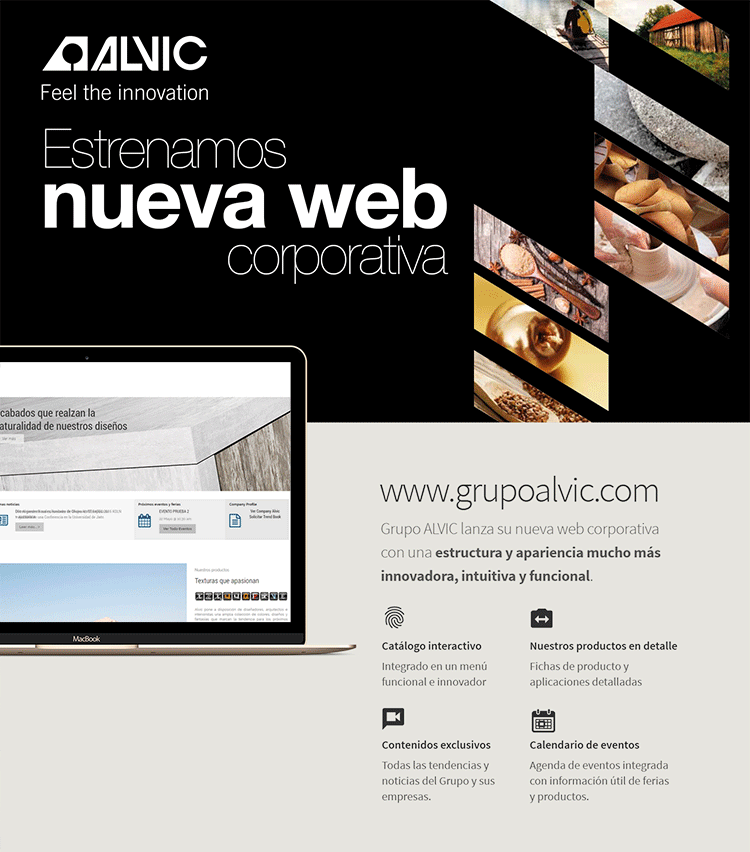 ALVIC
Feel the innovation
Estrenamos
nueva web
corporativa
cabados que realzan la
aturalidad de nuestros diseños
Ver más
Próximos eventos y ferias
EVENTO PRUEBA 2
Ver Todo Eventos
Company Profile
Ver Company Alvic
Solicitar Trend Book
Nuestros productos
Texturas que apasionan
MacBook
www.grupoalvic.com
Grupo ALVIC lanza su nueva web corporativa
con una estructura y apariencia mucho más
innovadora, intuitiva y funcional.
Catálogo interactivo
Integrado en un menú
funcional e innovador
Nuestros productos en detalle
Fichas de producto y
aplicaciones detalladas
Contenidos exclusivos
Todas las tendencias y
noticias del Grupo y sus
empresas.
Calendario de eventos
Agenda de eventos integrada
con información útil de ferias
y productos.